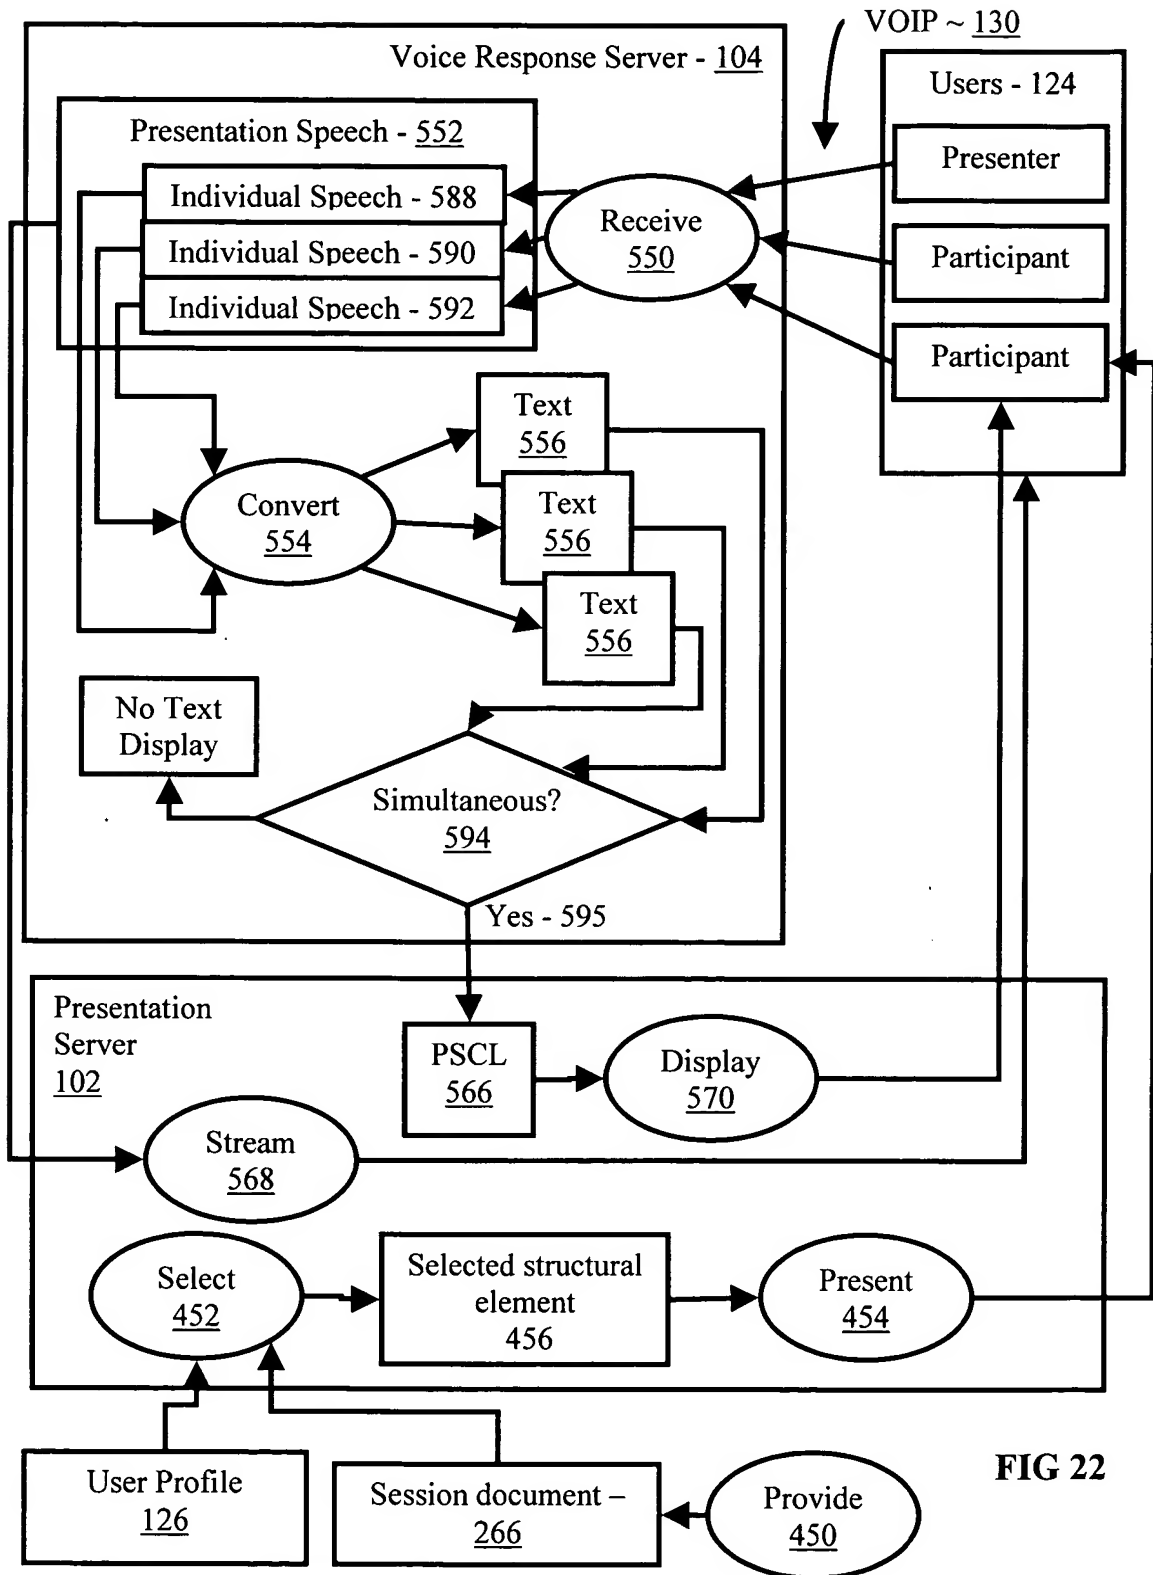 VOIP ~ 130
Voice Response Server - 104
Users - 124
Presentation Speech - 552
Presenter
Individual Speech - 588
Receive
550
Individual Speech - 590
Participant
Individual Speech - 592
Participant
Text
556
Convert
554
Text
556
Text
556
No Text
Display
Simultaneous?
594
Yes - 595
Presentation
Server
102
PSCL
566
Display
570
Stream
568
Select
452
Selected structural
element
456
Present
454
User Profile
126
Session document –
266
Provide
450
FIG 22